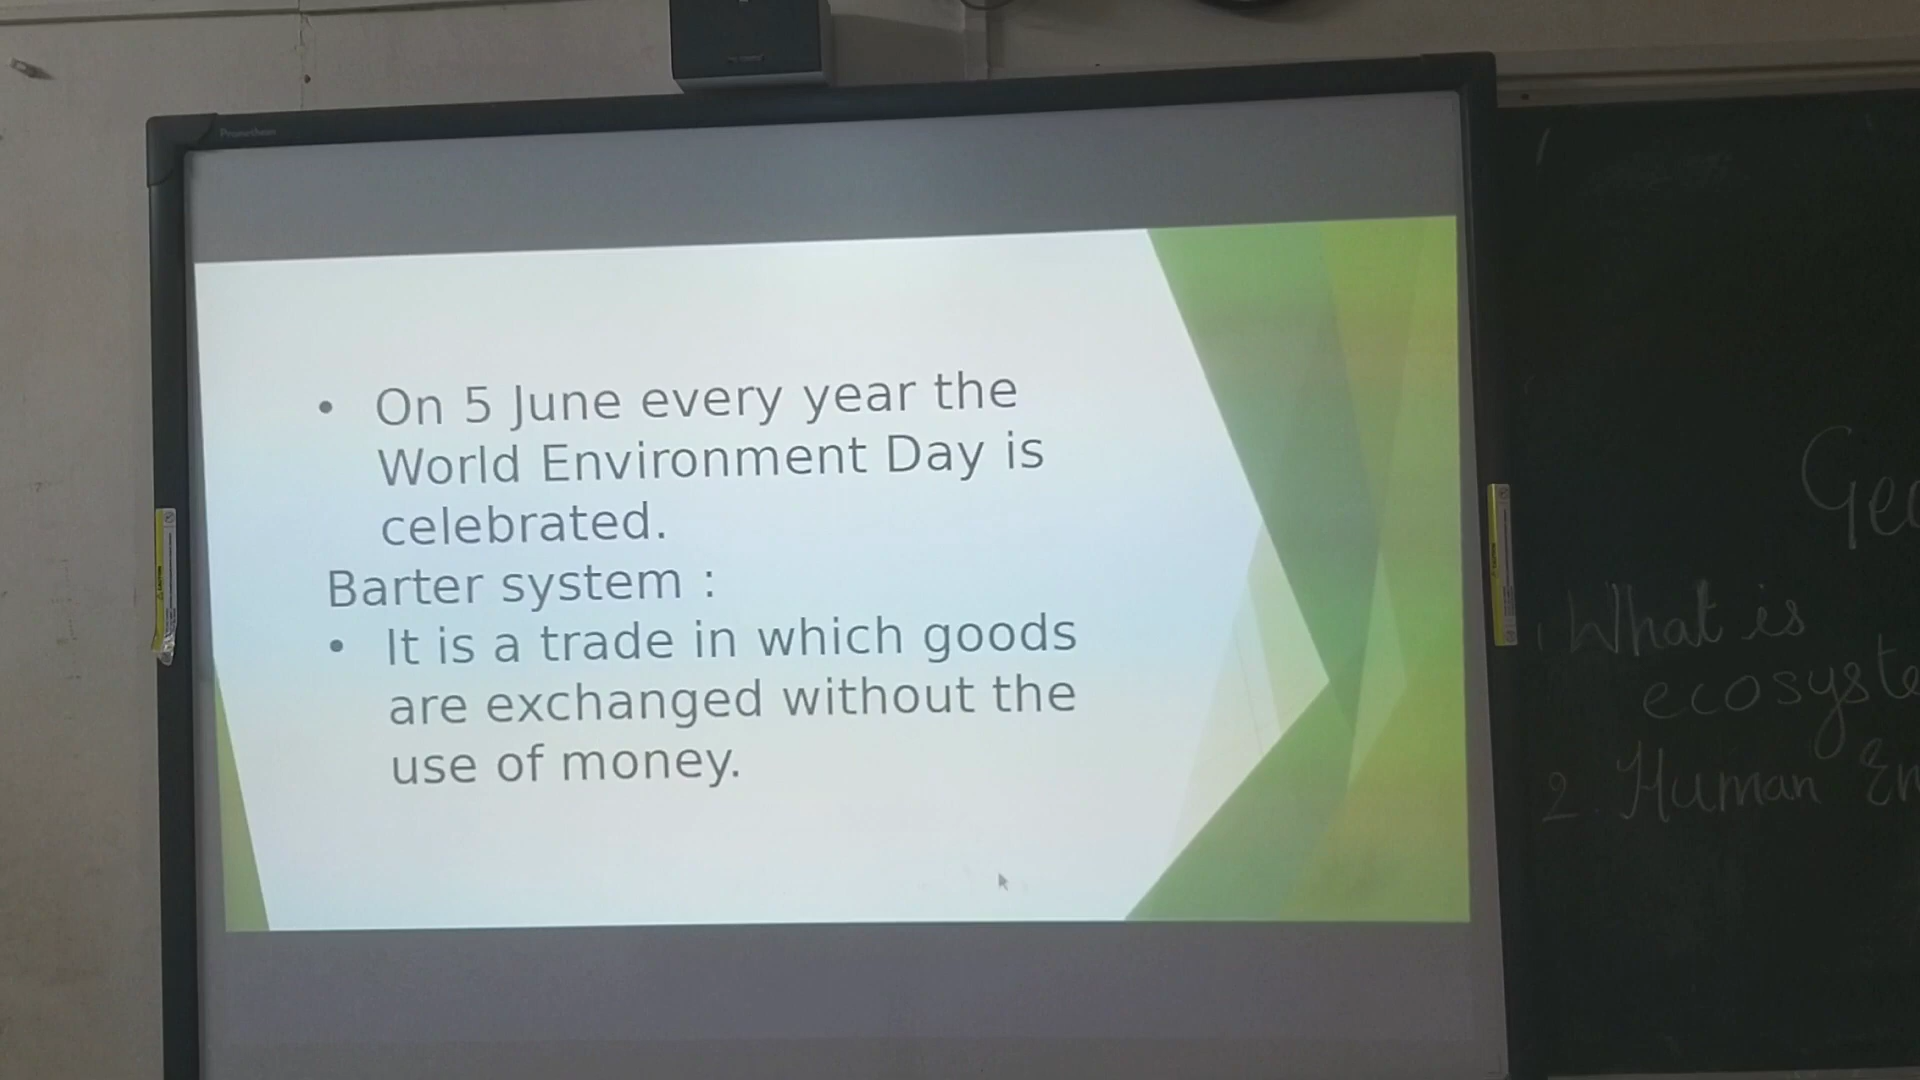 Promethean
• On 5 June every year the
World Environment Day is
celebrated.
Barter system :
• It is a trade in which goods
are exchanged without the
use of money.
What is
2. Human